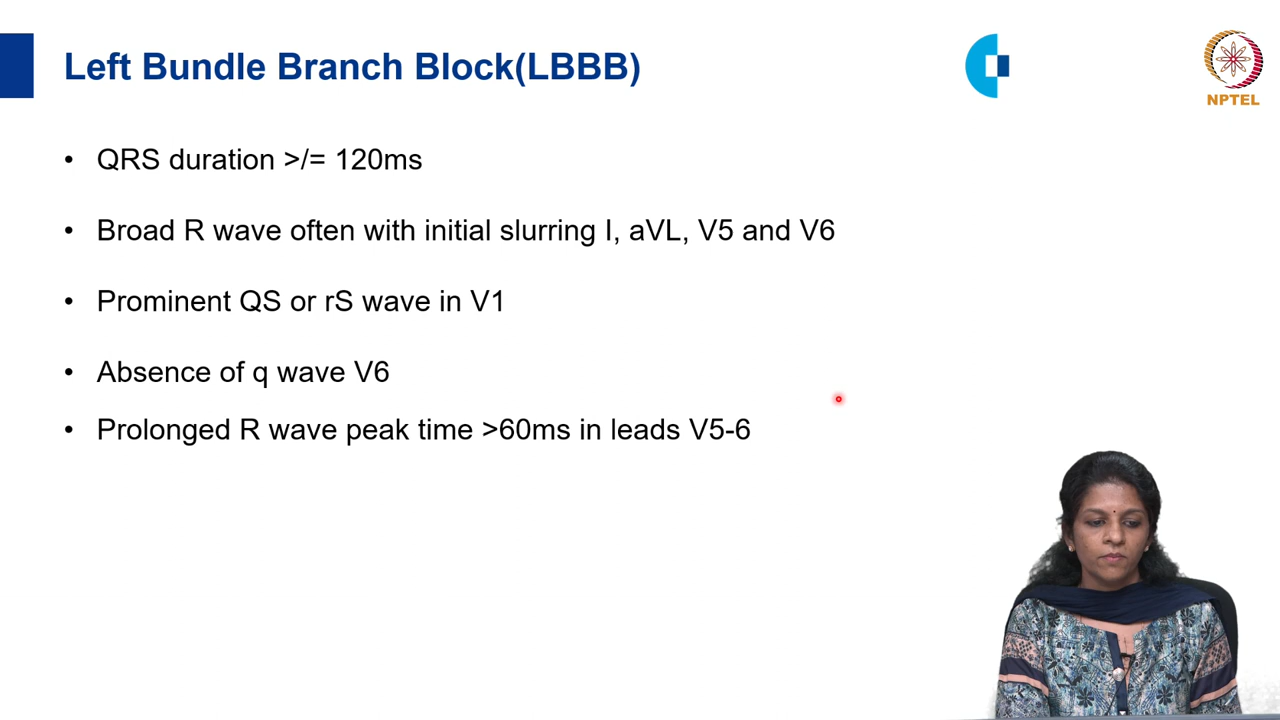 Left Bundle Branch Block(LBBB)
NPTEL
• QRS duration >/= 120ms
• Broad R wave often with initial slurring I, aVL, V5 and V6
• Prominent QS or rS wave in V1
• Absence of q wave V6
• Prolonged R wave peak time >60ms in leads V5-6